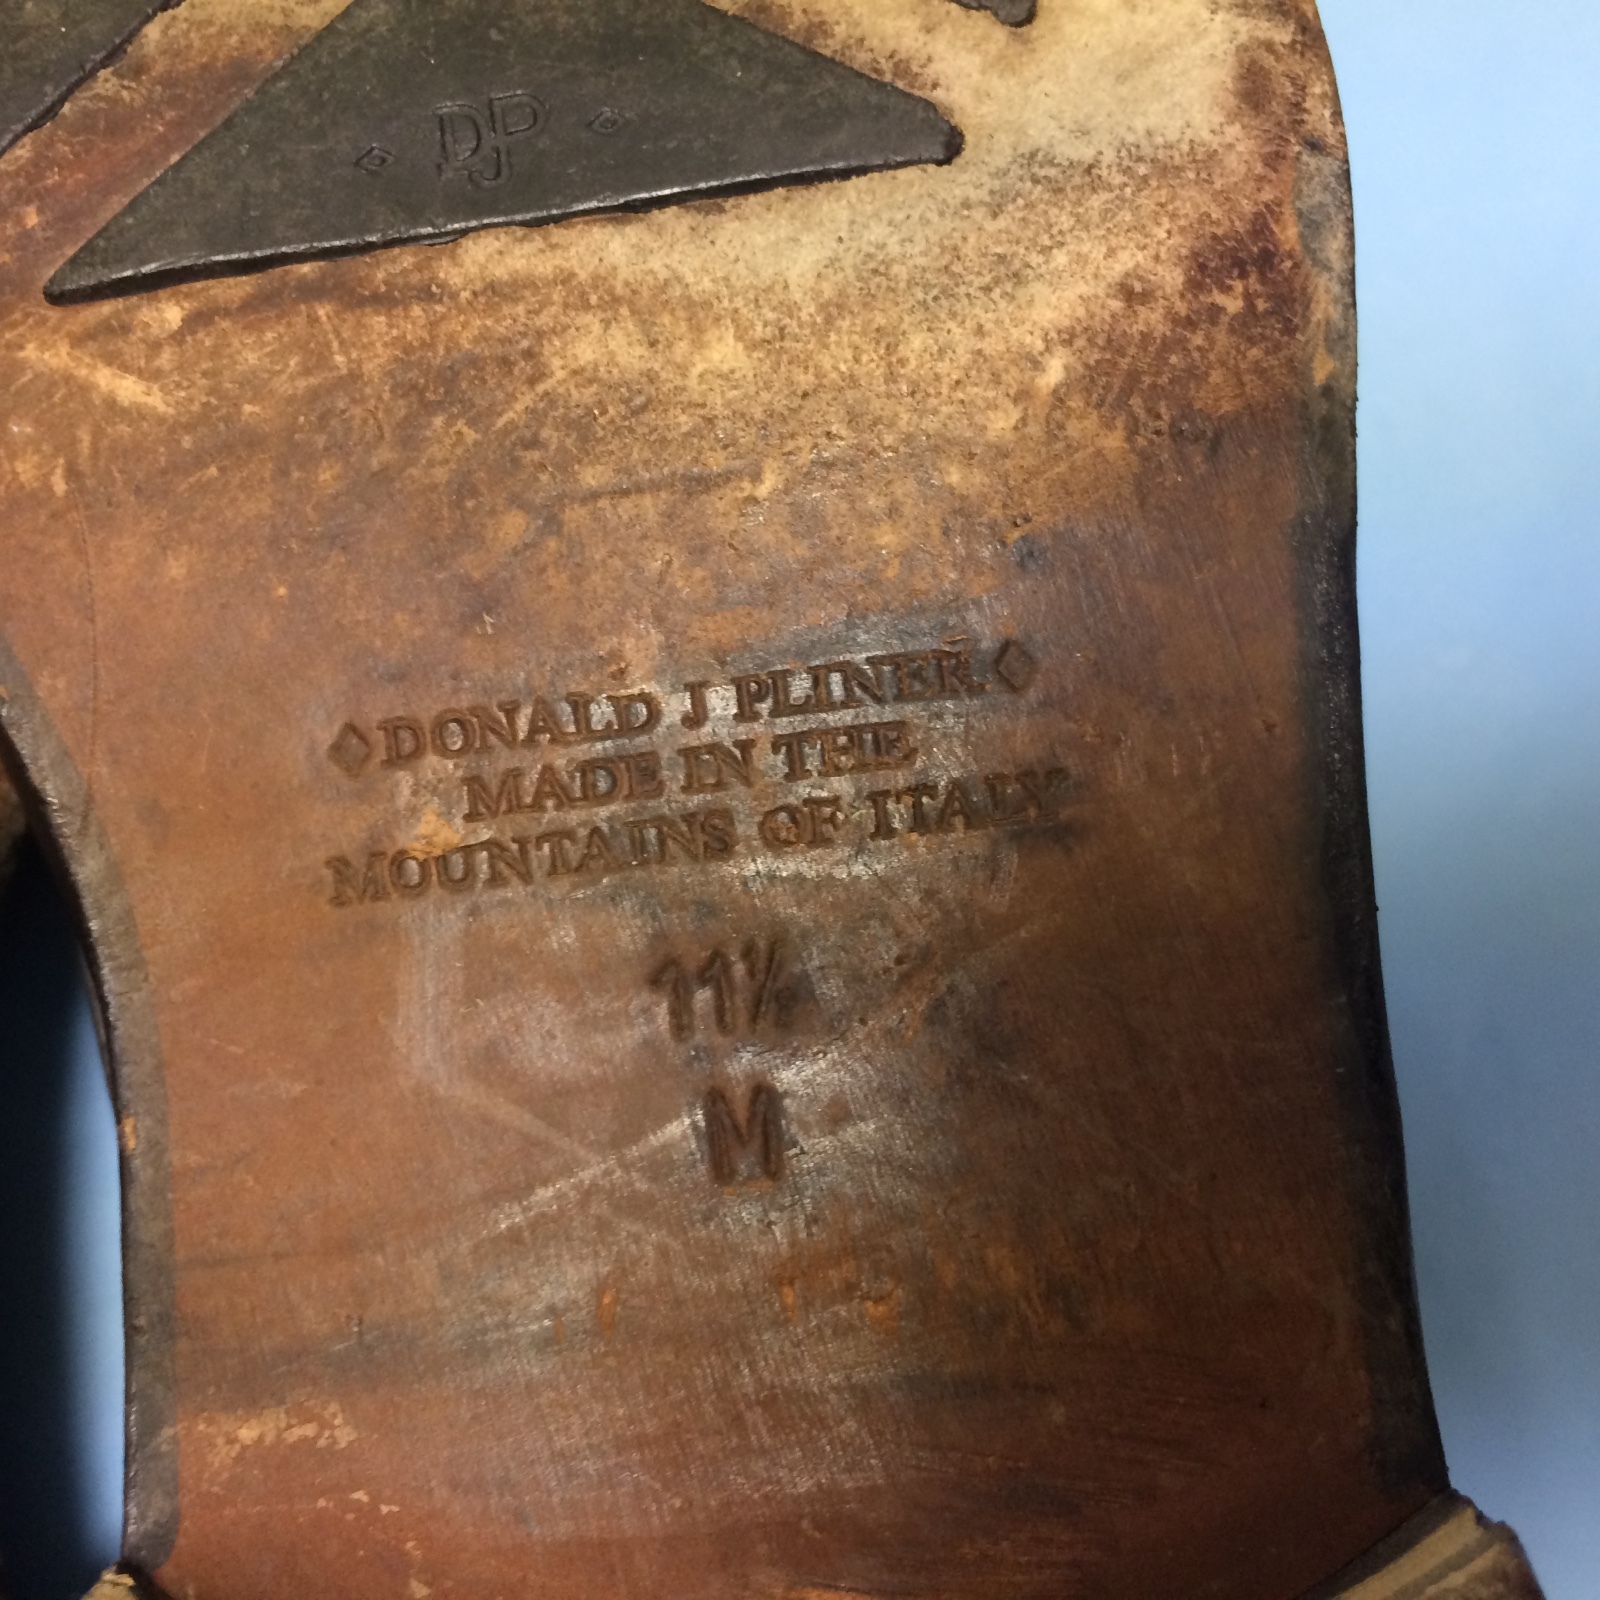 DJP
DONALD J PLINER
MADE IN THE
MOUNTAINS OF ITALY
11½
M